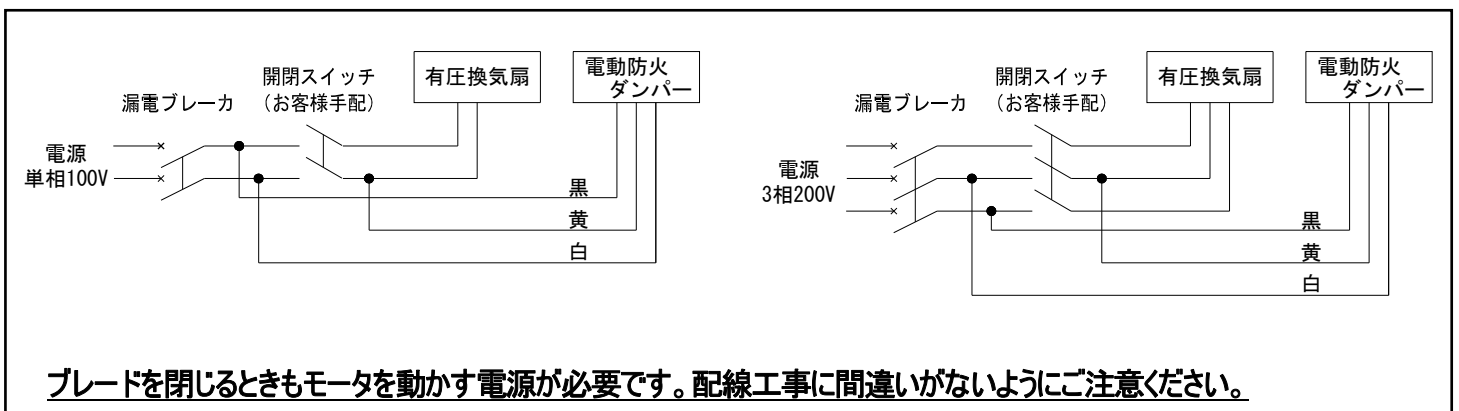 漏電ブレーカ
開閉スイッチ
（お客様手配）
有圧換気扇
電動防火
ダンパー
電源
単相100V
黒
黄
白
漏電ブレーカ
開閉スイッチ
（お客様手配）
有圧換気扇
電動防火
ダンパー
電源
3相200V
黒
黄
白
ブレードを閉じるときもモータを動かす電源が必要です。配線工事に間違いがないようにご注意ください。